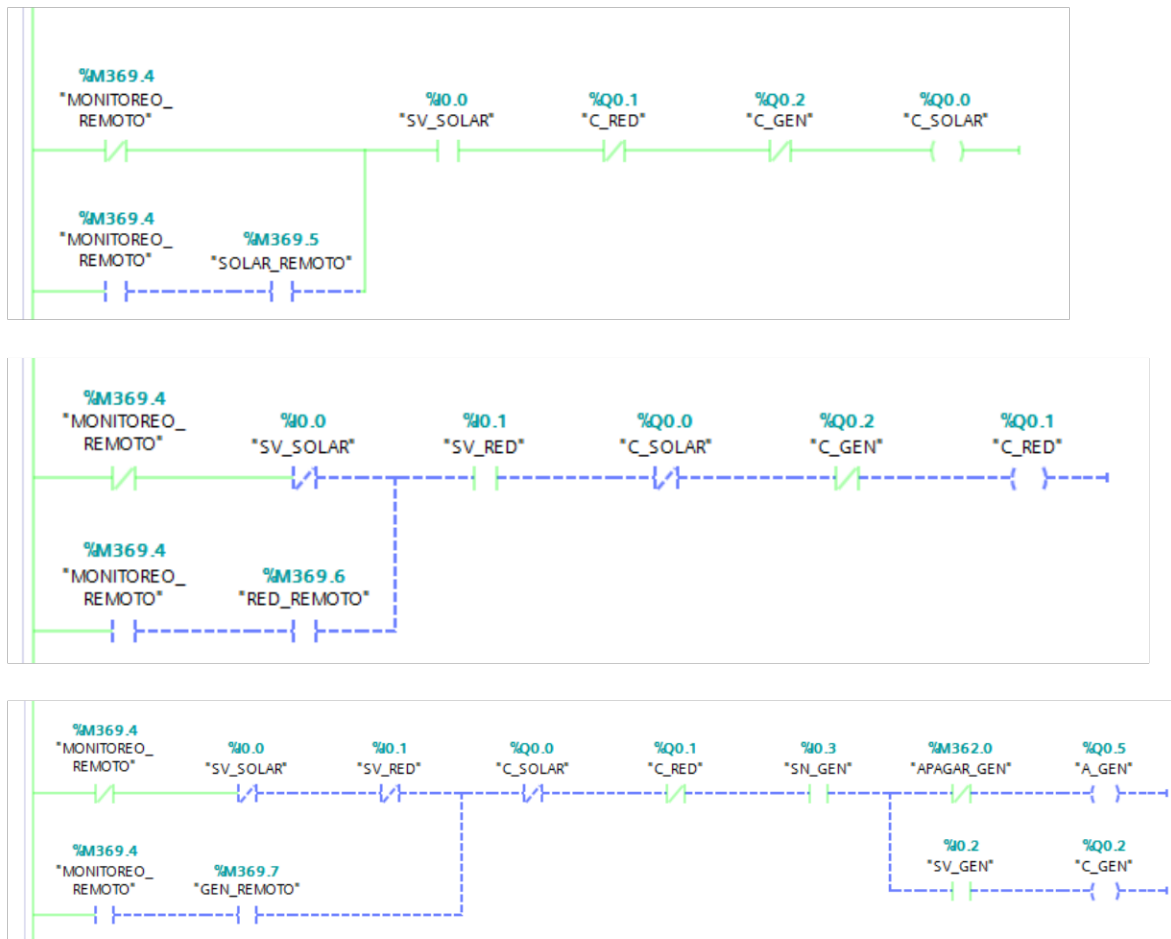 %M369.4
"MONITOREO_
REMOTO"
%I0.0
"SV_SOLAR"
%Q0.1
"C_RED"
%Q0.2
"C_GEN"
%Q0.0
"C_SOLAR"
%M369.4
"MONITOREO_
REMOTO"
%M369.5
"SOLAR_REMOTO"
%M369.4
"MONITOREO_
REMOTO"
%I0.0
"SV_SOLAR"
%I0.1
"SV_RED"
%Q0.0
"C_SOLAR"
%Q0.2
"C_GEN"
%Q0.1
"C_RED"
%M369.4
"MONITOREO_
REMOTO"
%M369.6
"RED_REMOTO"
%M369.4
"MONITOREO_
REMOTO"
%I0.0
"SV_SOLAR"
%I0.1
"SV_RED"
%Q0.0
"C_SOLAR"
%Q0.1
"C_RED"
%I0.3
"SN_GEN"
%M362.0
"APAGAR_GEN"
%Q0.5
"A_GEN"
%M369.4
"MONITOREO_
REMOTO"
%M369.7
"GEN_REMOTO"
%I0.2
"SV_GEN"
%Q0.2
"C_GEN"